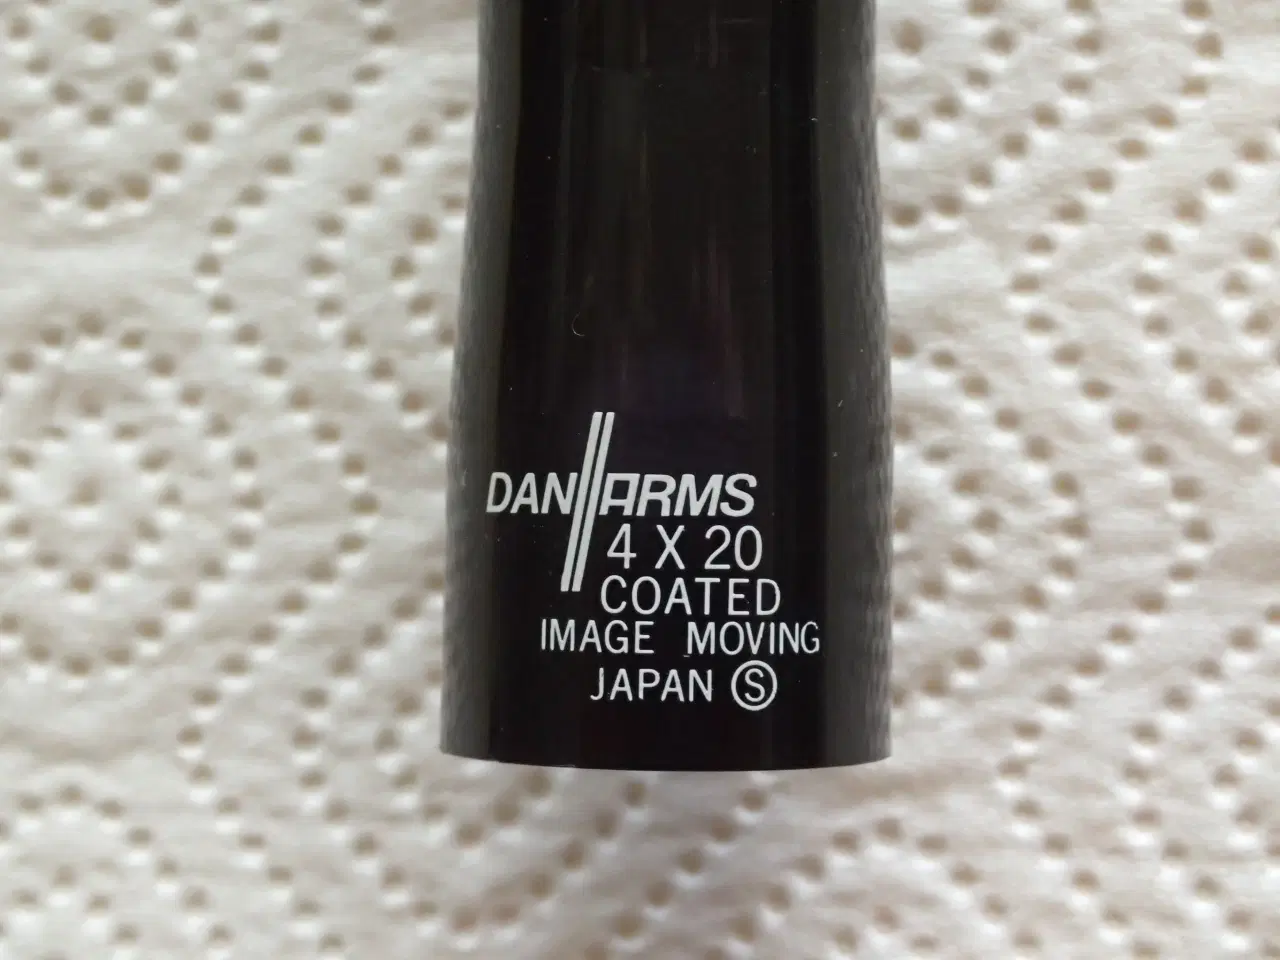 DAN//ARMS
4 X 20
COATED
IMAGE MOVING
JAPAN Ⓢ